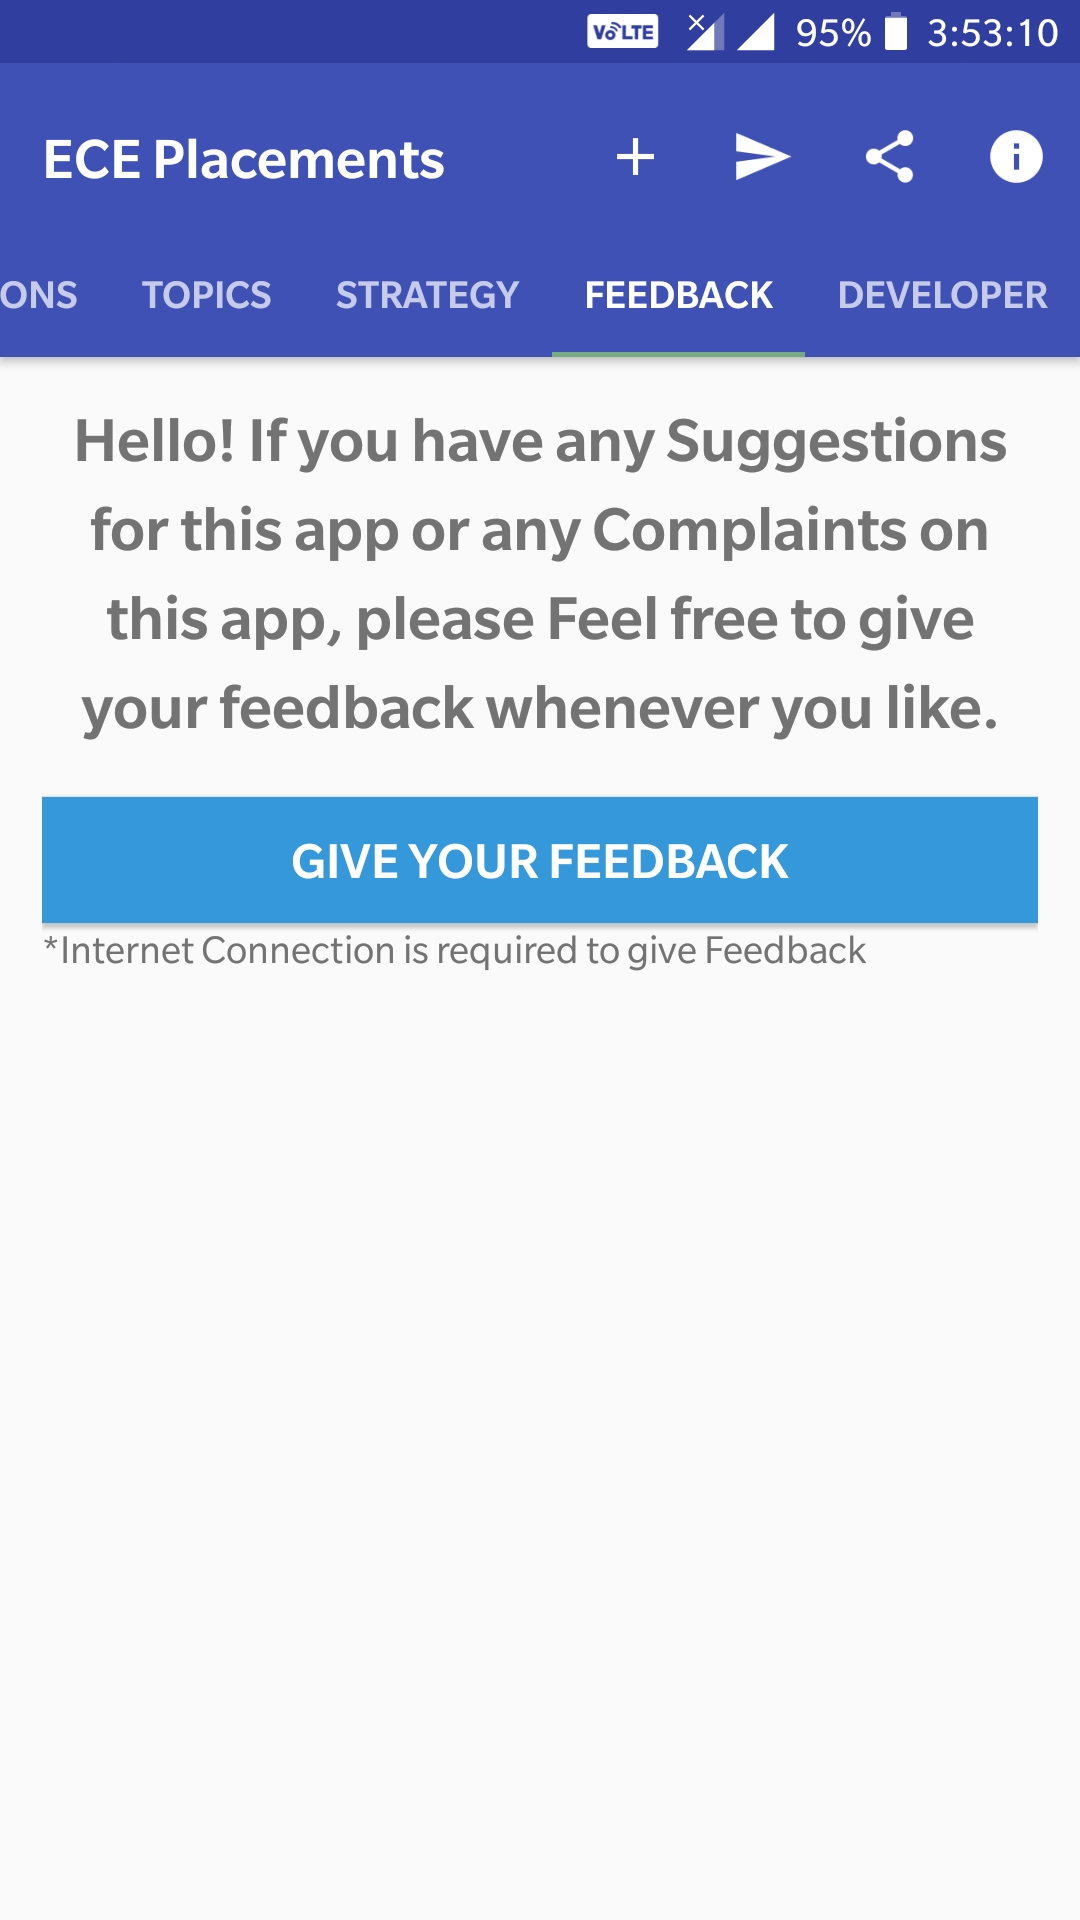 VoLTE 95% 3:53:10
ECE Placements
ONS TOPICS STRATEGY FEEDBACK DEVELOPER
Hello! If you have any Suggestions
for this app or any Complaints on
this app, please Feel free to give
your feedback whenever you like.
GIVE YOUR FEEDBACK
*Internet Connection is required to give Feedback